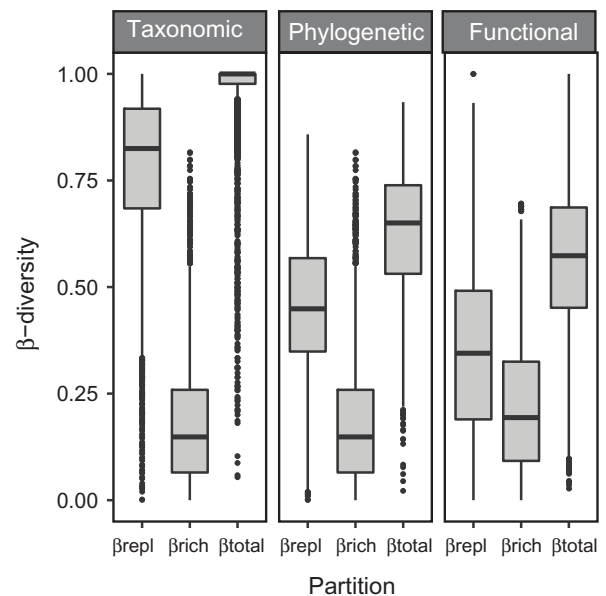 Taxonomic Phylogenetic Functional
1.00
0.75
0.50
0.25
0.00
β−diversity
βrepl βrich βtotal βrepl βrich βtotal βrepl βrich βtotal
Partition